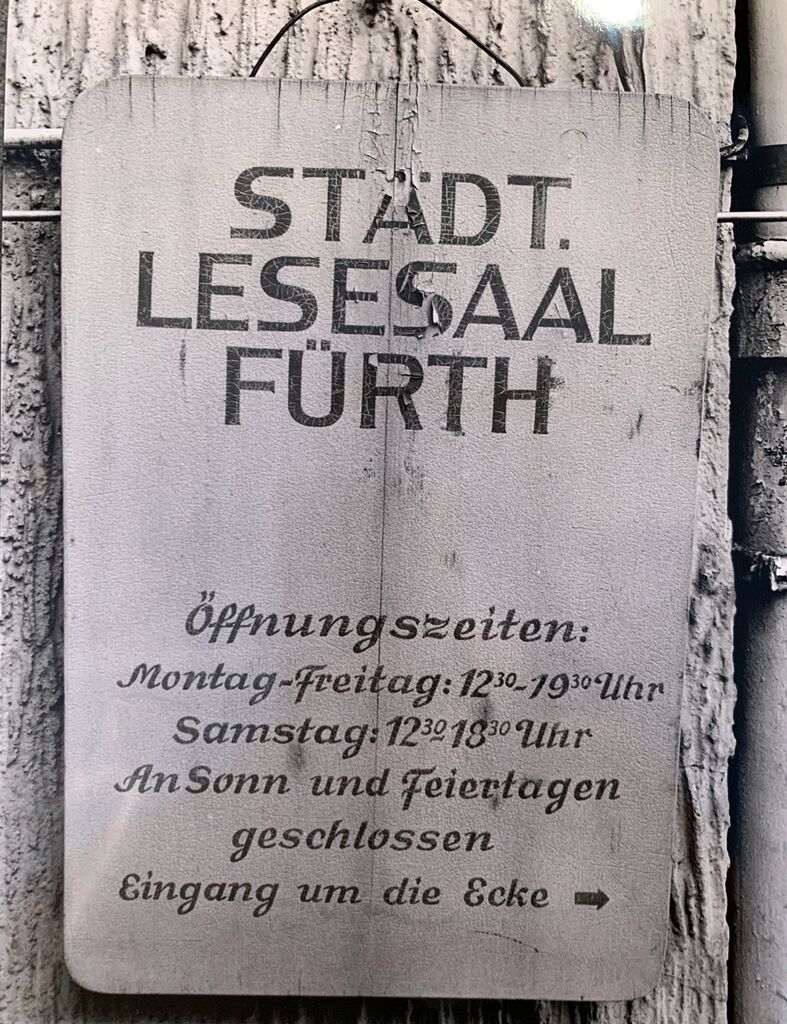 STÄDT.
LESESAAL
FÜRTH
Öffnungszeiten:
Montag-Freitag: 12³⁰-19³⁰ Uhr
Samstag: 12³⁰ 18³⁰ Uhr
An Sonn und Feiertagen
geschlossen
Eingang um die Ecke ➡